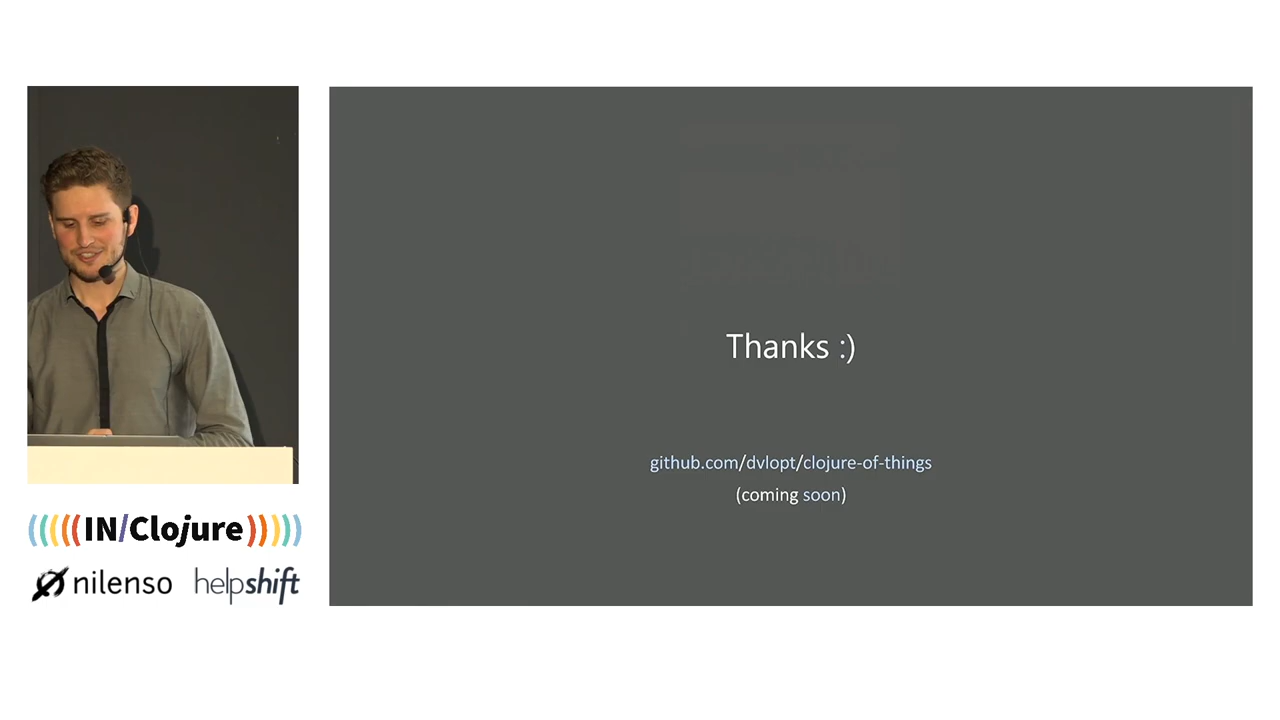 Thanks :)
github.com/dvlopt/clojure-of-things
(coming soon)
(((((IN/Clojure)))))
nilenso helpshift